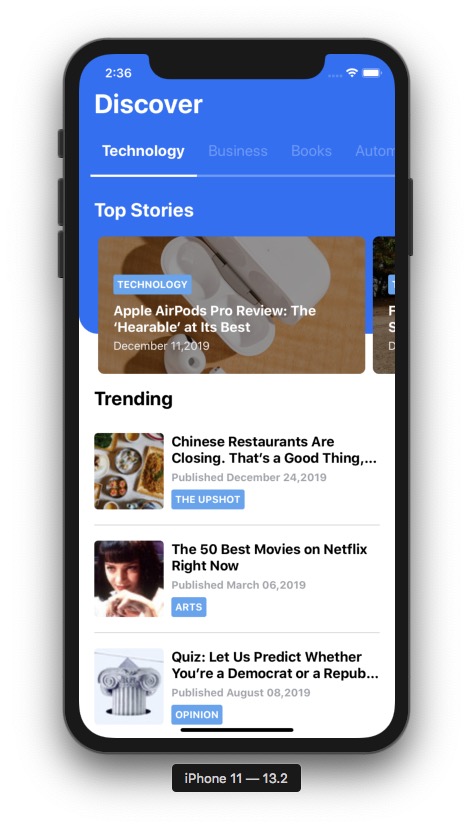 2:36
Discover
Technology Business Books Autom
Top Stories
TECHNOLOGY
Apple AirPods Pro Review: The
‘Hearable’ at Its Best
December 11,2019
T
F
S
D
Trending
Chinese Restaurants Are
Closing. That’s a Good Thing,...
Published December 24,2019
THE UPSHOT
The 50 Best Movies on Netflix
Right Now
Published March 06,2019
ARTS
Quiz: Let Us Predict Whether
You’re a Democrat or a Repub...
Published August 08,2019
OPINION
iPhone 11 — 13.2